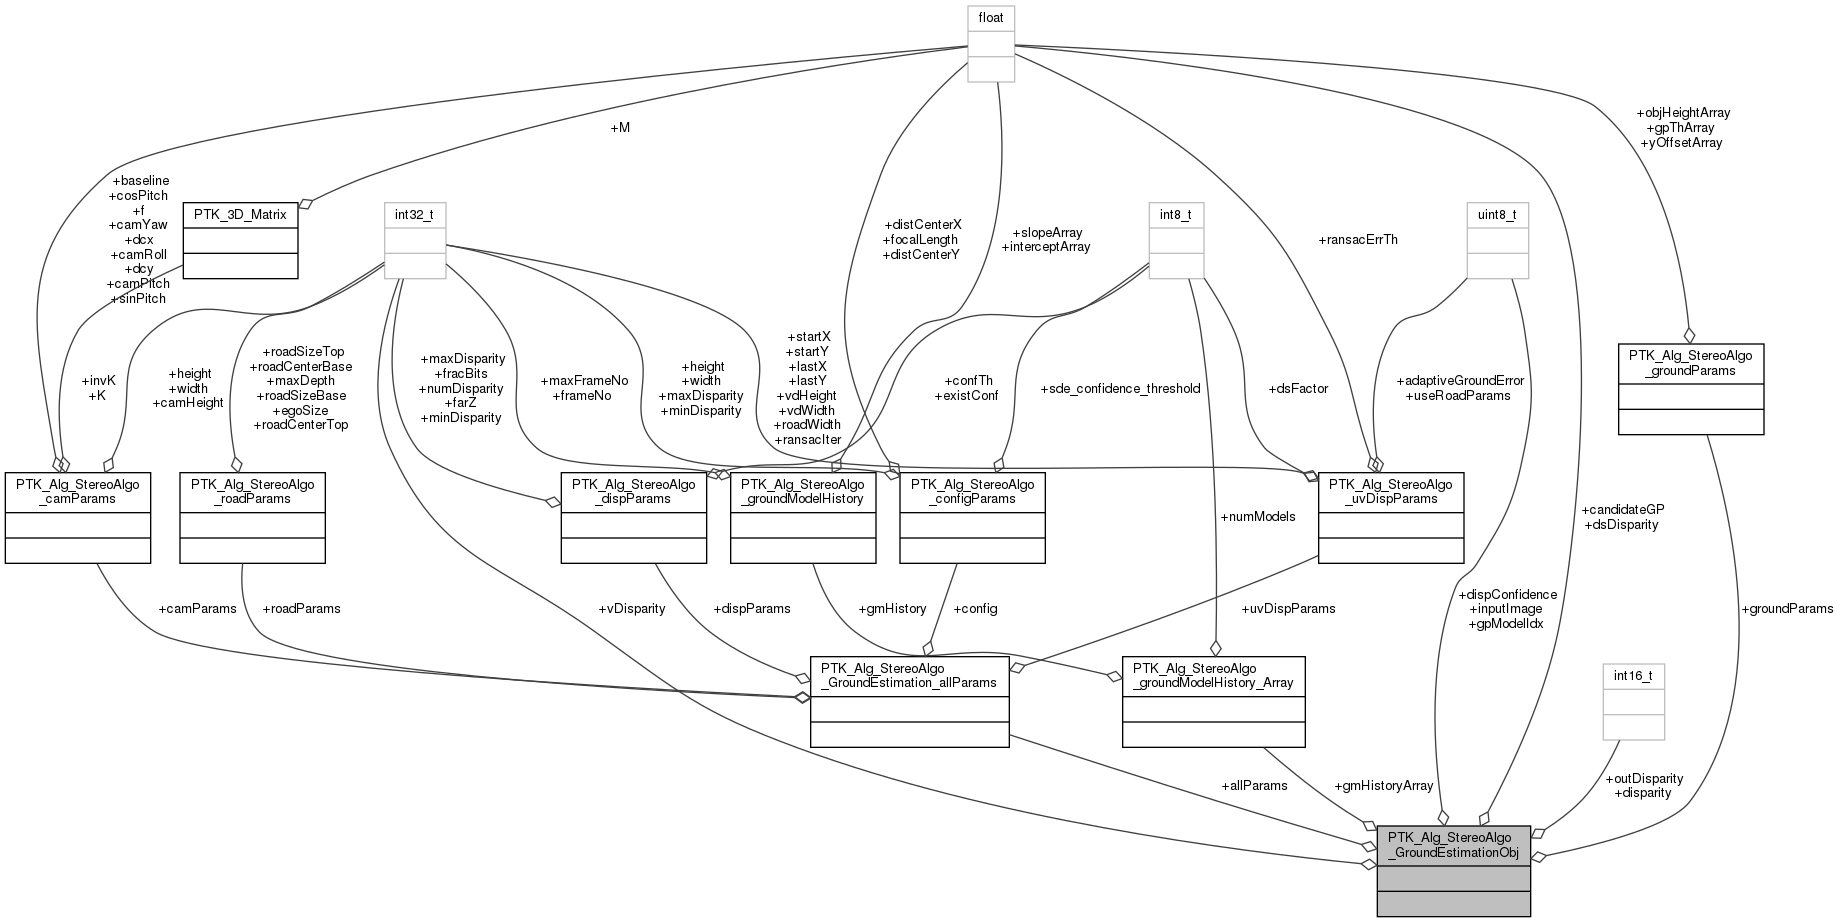 float
+objHeightArray
+gpThArray
+yOffsetArray
+M
+baseline
+cosPitch
+f
+camYaw
+dcx
+camRoll
+dcy
+camPitch
+sinPitch
PTK_3D_Matrix
int32_t
int8_t
uint8_t
+distCenterX
+focalLength
+distCenterY
+slopeArray
+interceptArray
+ransacErrTh
PTK_Alg_StereoAlgo
_groundParams
+invK
+K
+height
+width
+camHeight
+roadSizeTop
+roadCenterBase
+maxDepth
+roadSizeBase
+egoSize
+roadCenterTop
+maxDisparity
+fracBits
+numDisparity
+farZ
+minDisparity
+maxFrameNo
+frameNo
+height
+width
+maxDisparity
+minDisparity
+startX
+startY
+lastX
+lastY
+vdHeight
+vdWidth
+roadWidth
+ransacIter
+confTh
+existConf
+sde_confidence_threshold
+dsFactor
+adaptiveGroundError
+useRoadParams
PTK_Alg_StereoAlgo
_camParams
PTK_Alg_StereoAlgo
_roadParams
PTK_Alg_StereoAlgo
_dispParams
PTK_Alg_StereoAlgo
_groundModelHistory
PTK_Alg_StereoAlgo
_configParams
PTK_Alg_StereoAlgo
_uvDispParams
+numModels
+candidateGP
+dsDisparity
+camParams
+roadParams
+vDisparity
+dispParams
+gmHistory
+config
+uvDispParams
+dispConfidence
+inputImage
+gpModelIdx
+groundParams
PTK_Alg_StereoAlgo
_GroundEstimation_allParams
PTK_Alg_StereoAlgo
_groundModelHistory_Array
int16_t
+allParams
+gmHistoryArray
+outDisparity
+disparity
PTK_Alg_StereoAlgo
_GroundEstimationObj